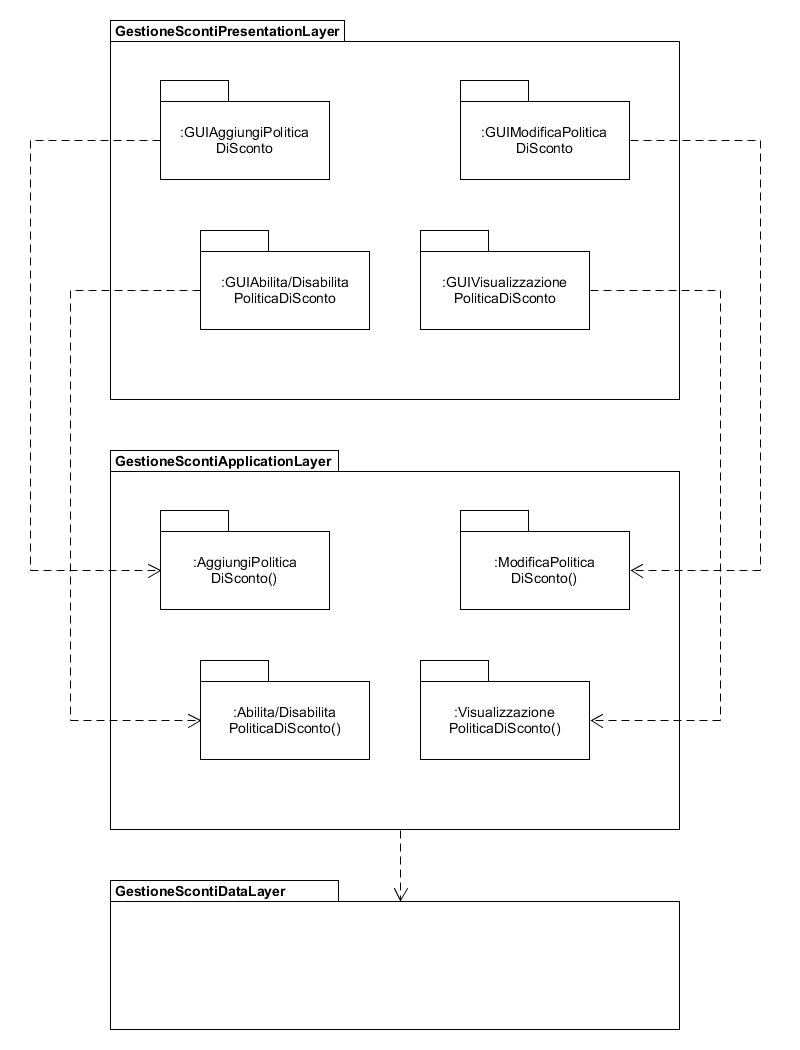 GestioneScontiPresentationLayer
:GUIAggiungiPolitica
DiSconto
:GUIModificaPolitica
DiSconto
:GUIAbilita/Disabilita
PoliticaDiSconto
:GUIVisualizzazione
PoliticaDiSconto
GestioneScontiApplicationLayer
:AggiungiPolitica
DiSconto()
:ModificaPolitica
DiSconto()
:Abilita/Disabilita
PoliticaDiSconto()
:Visualizzazione
PoliticaDiSconto()
GestioneScontiDataLayer